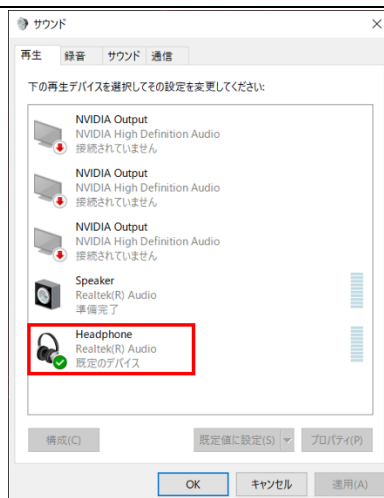 サウンド
再生 録音 サウンド 通信
下の再生デバイスを選択してその設定を変更してください:
NVIDIA Output
NVIDIA High Definition Audio
接続されていません
NVIDIA Output
NVIDIA High Definition Audio
接続されていません
NVIDIA Output
NVIDIA High Definition Audio
接続されていません
Speaker
Realtek(R) Audio
準備完了
Headphone
Realtek(R) Audio
既定のデバイス
構成(C) 既定値に設定(S) プロパティ(P)
OK キャンセル 適用(A)